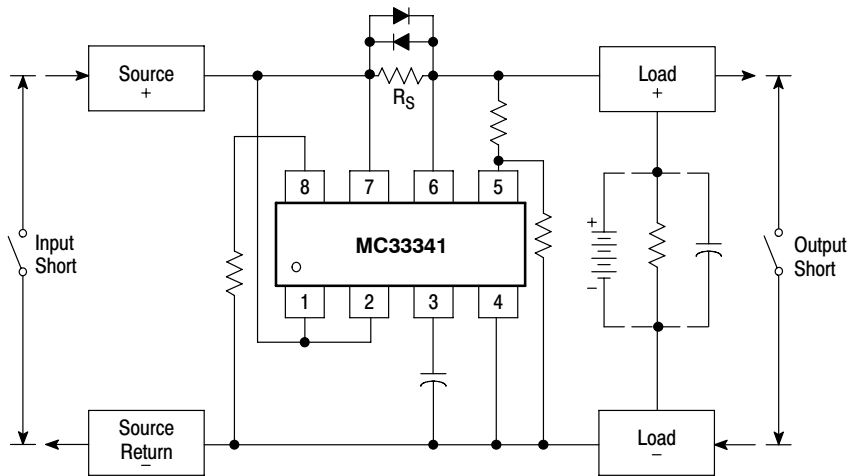 Source
+
R_S
Load
+
8
7
6
5
MC33341
1
2
3
4
Input
Short
+
−
Output
Short
Source
Return
−
Load
−